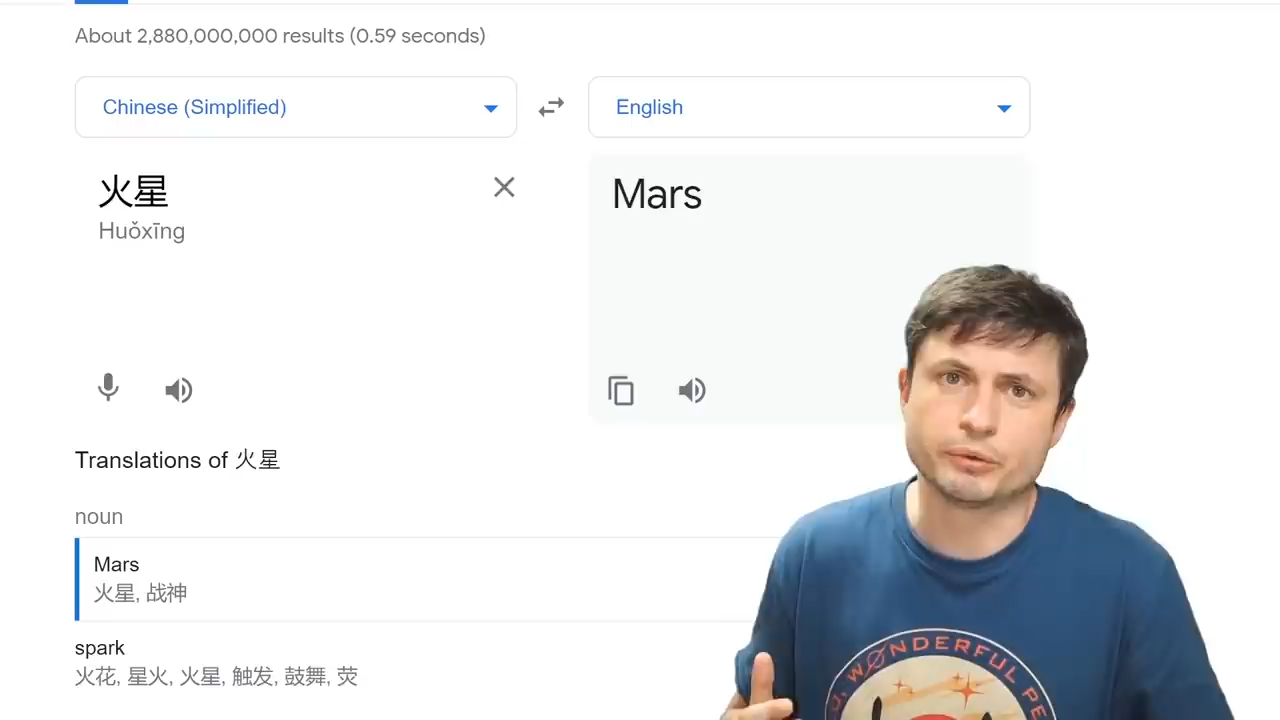 About 2,880,000,000 results (0.59 seconds)
Chinese (Simplified)
English
火星
Huǒxīng
Mars
Translations of 火星
noun
Mars
火星, 战神
spark
火花, 星火, 火星, 触发, 鼓舞, 荧
WONDERFUL